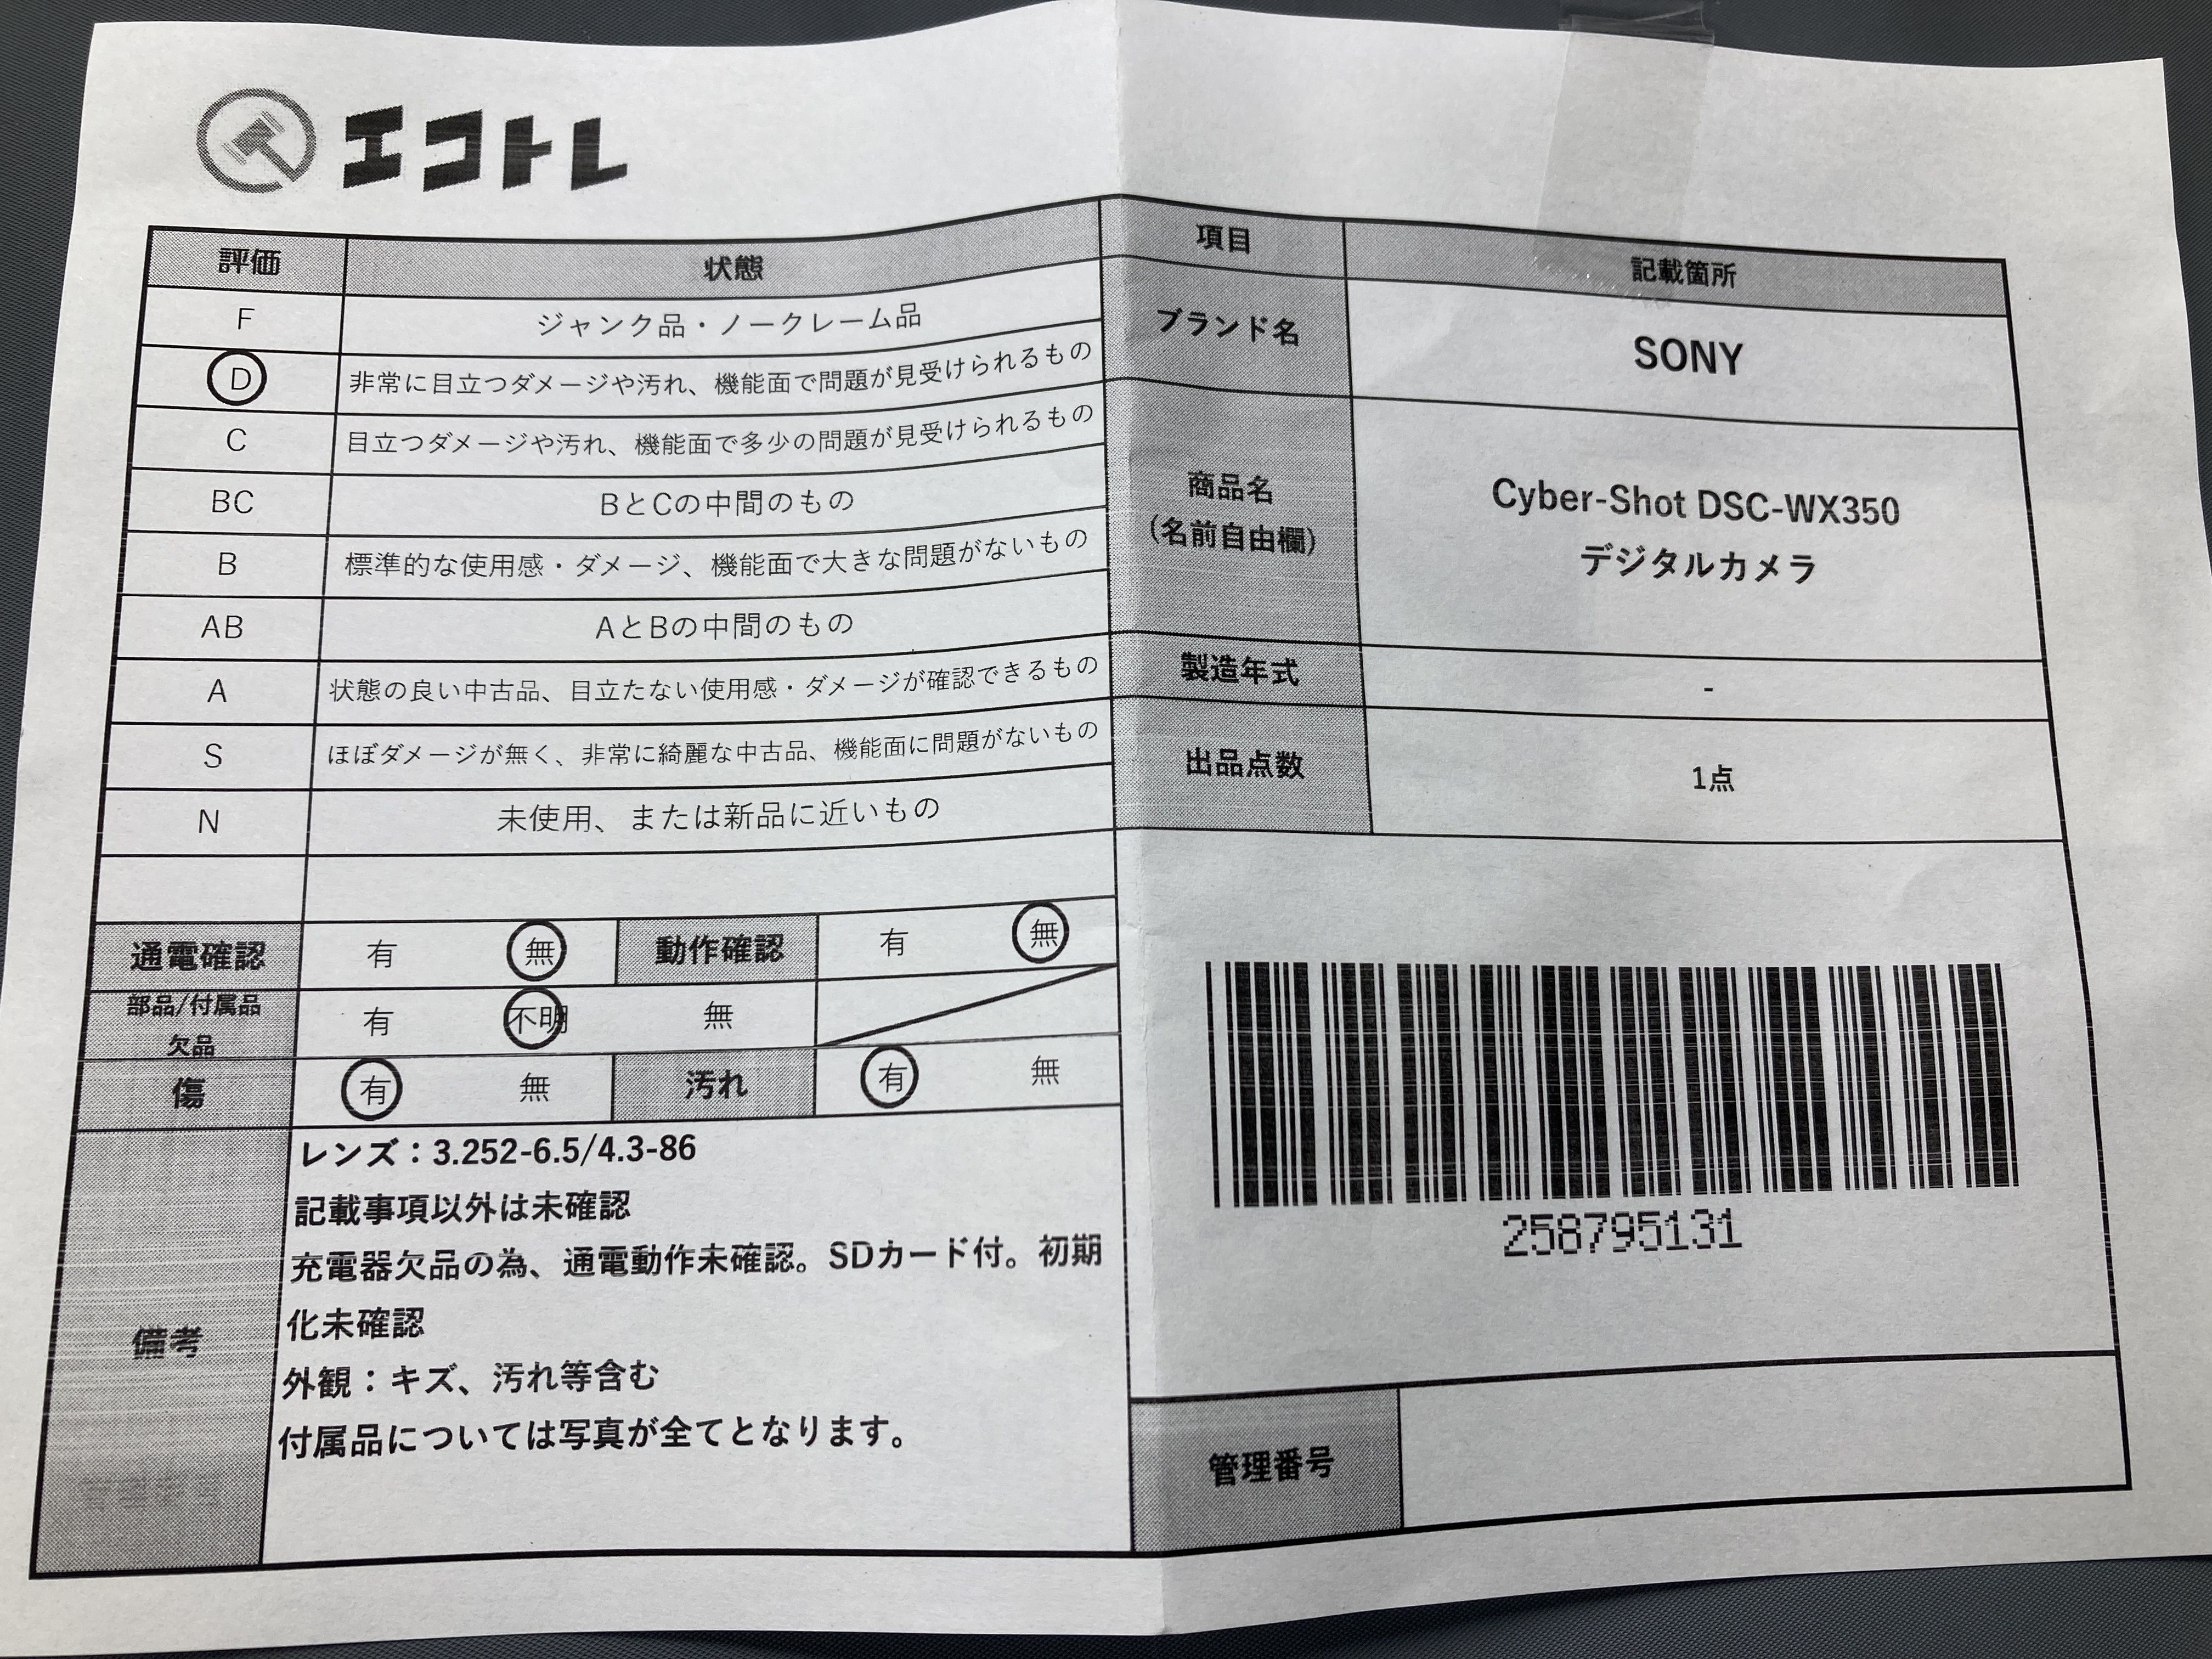 エコトレ
評価 状態
F ジャンク品・ノークレーム品
D 非常に目立つダメージや汚れ、機能面で問題が見受けられるもの
C 目立つダメージや汚れ、機能面で多少の問題が見受けられるもの
BC BとCの中間のもの
B 標準的な使用感・ダメージ、機能面で大きな問題がないもの
AB AとBの中間のもの
A 状態の良い中古品、目立たない使用感・ダメージが確認できるもの
S ほぼダメージが無く、非常に綺麗な中古品、機能面に問題がないもの
N 未使用、または新品に近いもの
通電確認 有 無 動作確認 有 無
部品/付属品
欠品 有 不明 無
傷 有 無 汚れ 有 無
備考
レンズ：3.252-6.5/4.3-86
記載事項以外は未確認
充電器欠品の為、通電動作未確認。SDカード付。初期
化未確認
外観：キズ、汚れ等含む
付属品については写真が全てとなります。
項目 記載箇所
ブランド名 SONY
商品名
(名前自由欄)
Cyber-Shot DSC-WX350
デジタルカメラ
製造年式 -
出品点数 1点
258795131
管理番号